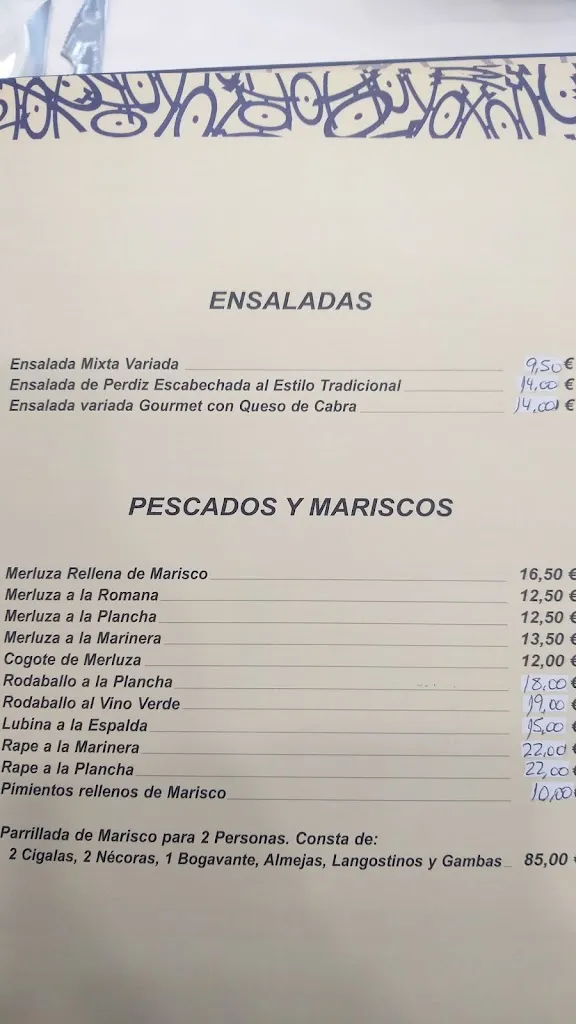 ENSALADAS
Ensalada Mixta Variada 9,50 €
Ensalada de Perdiz Escabechada al Estilo Tradicional 14,00 €
Ensalada variada Gourmet con Queso de Cabra 14,00 €
PESCADOS Y MARISCOS
Merluza Rellena de Marisco 16,50 €
Merluza a la Romana 12,50 €
Merluza a la Plancha 12,50 €
Merluza a la Marinera 13,50 €
Cogote de Merluza 12,00 €
Rodaballo a la Plancha 18,00 €
Rodaballo al Vino Verde 19,00 €
Lubina a la Espalda 15,00 €
Rape a la Marinera 22,00 €
Rape a la Plancha 22,00 €
Pimientos rellenos de Marisco 10,00 €
Parrillada de Marisco para 2 Personas. Consta de:
2 Cigalas, 2 Nécoras, 1 Bogavante, Almejas, Langostinos y Gambas 85,00 €